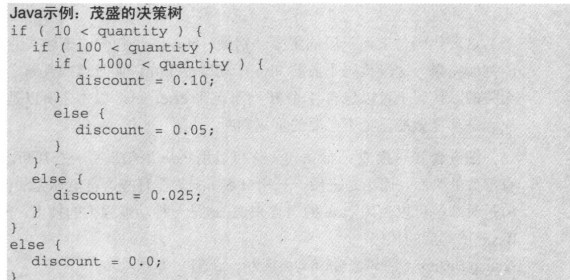 Java示例：茂盛的决策树
if ( 10 < quantity ) {
   if ( 100 < quantity ) {
      if ( 1000 < quantity ) {
         discount = 0.10;
      }
      else {
         discount = 0.05;
      }
   }
   else {
      discount = 0.025;
   }
}
else {
   discount = 0.0;
}